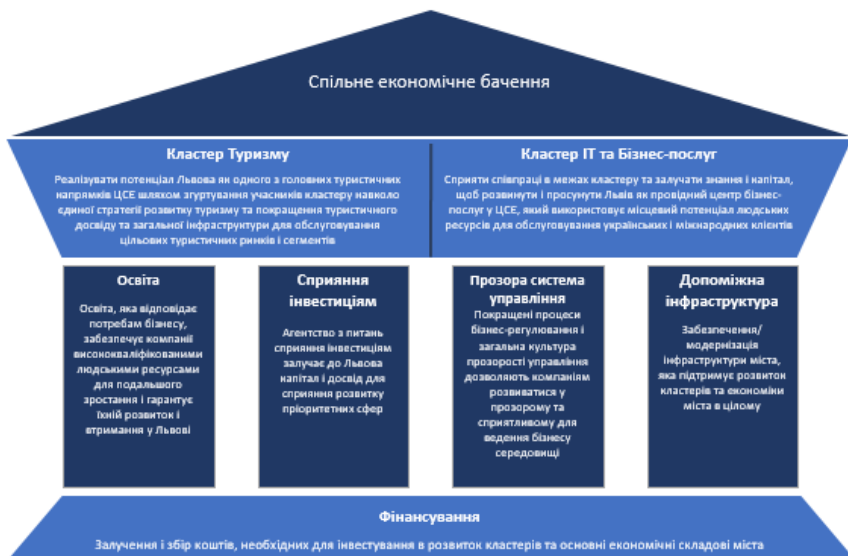 Спільне економічне бачення
Кластер Туризму
Реалізувати потенціал Львова як одного з головних туристичних
напрямків ЦСЕ шляхом згуртування учасників кластеру навколо
єдиної стратегії розвитку туризму та покращення туристичного
досвіду та загальної інфраструктури для обслуговування
цільових туристичних ринків і сегментів
Кластер ІТ та Бізнес-послуг
Сприяти співпраці в межах кластеру та залучати знання і капітал,
щоб розвинути і просунути Львів як провідний центр бізнес-
послуг у ЦСЕ, який використовує місцевий потенціал людських
ресурсів для обслуговування українських і міжнародних клієнтів
Освіта
Освіта, яка відповідає
потребам бізнесу,
забезпечує компанії
висококваліфікованими
людськими ресурсами
для подальшого
зростання і гарантує
їхній розвиток і
втримання у Львові
Сприяння
інвестиціям
Агентство з питань
сприяння інвестиціям
залучає до Львова
капітал і досвід для
сприяння розвитку
пріоритетних сфер
Прозора система
управління
Покращені процеси
бізнес-регулювання і
загальна культура
прозорості управління
дозволяють компаніям
розвиватися у
прозорому та
сприятливому для
ведення бізнесу
середовищі
Допоміжна
інфраструктура
Забезпечення/
модернізація
інфраструктури міста,
яка підтримує розвиток
кластерів та економіки
міста в цілому
Фінансування
Залучення і збір коштів, необхідних для інвестування в розвиток кластерів та основні економічні складові міста